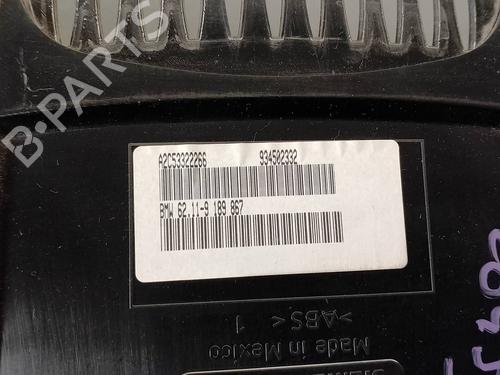 B-PARTS
A2C53322266 934502332
BMW 62.11-9 189 867
>ABS< 1
Made in Mexico